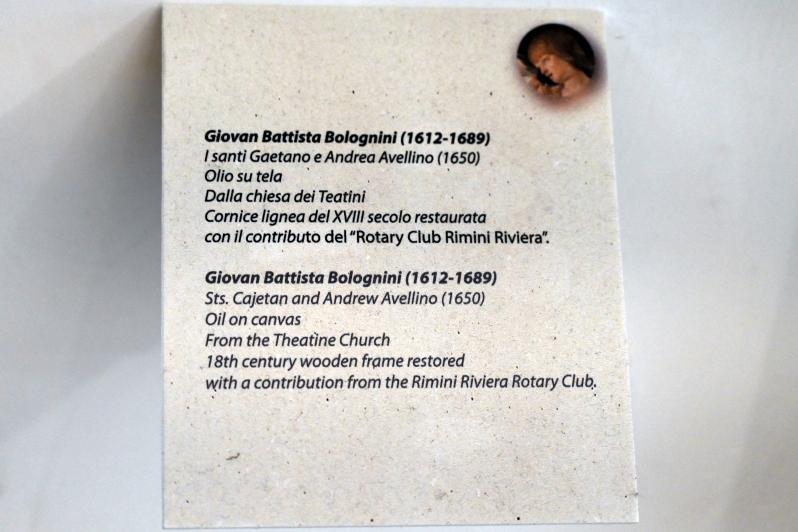 Giovan Battista Bolognini (1612-1689)
I santi Gaetano e Andrea Avellino (1650)
Olio su tela
Dalla chiesa dei Teatini
Cornice lignea del XVIII secolo restaurata
con il contributo del “Rotary Club Rimini Riviera”.
Giovan Battista Bolognini (1612-1689)
Sts. Cajetan and Andrew Avellino (1650)
Oil on canvas
From the Theatine Church
18th century wooden frame restored
with a contribution from the Rimini Riviera Rotary Club.